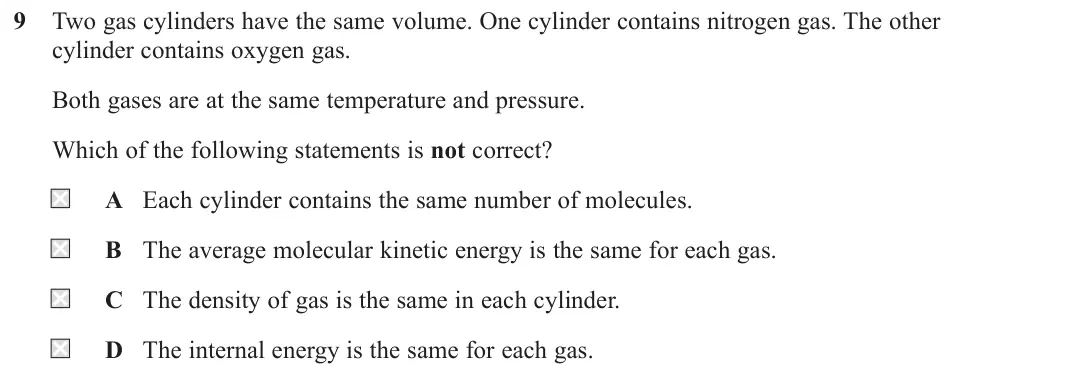 9 Two gas cylinders have the same volume. One cylinder contains nitrogen gas. The other
cylinder contains oxygen gas.
Both gases are at the same temperature and pressure.
Which of the following statements is not correct?
A Each cylinder contains the same number of molecules.
B The average molecular kinetic energy is the same for each gas.
C The density of gas is the same in each cylinder.
D The internal energy is the same for each gas.